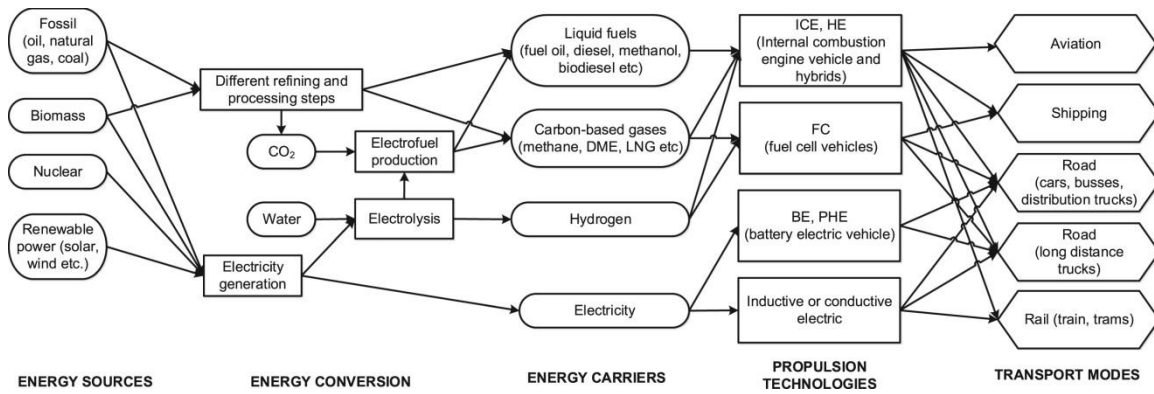 Fossil
(oil, natural
gas, coal)
Biomass
Nuclear
Renewable
power (solar,
wind etc.)
Different refining and
processing steps
CO₂
Electrofuel
production
Water
Electrolysis
Electricity
generation
Liquid fuels
(fuel oil, diesel, methanol,
biodiesel etc)
Carbon-based gases
(methane, DME, LNG etc)
Hydrogen
Electricity
ICE, HE
(Internal combustion
engine vehicle and
hybrids)
FC
(fuel cell vehicles)
BE, PHE
(battery electric vehicle)
Inductive or conductive
electric
Aviation
Shipping
Road
(cars, busses,
distribution trucks)
Road
(long distance
trucks)
Rail (train, trams)
ENERGY SOURCES
ENERGY CONVERSION
ENERGY CARRIERS
PROPULSION
TECHNOLOGIES
TRANSPORT MODES